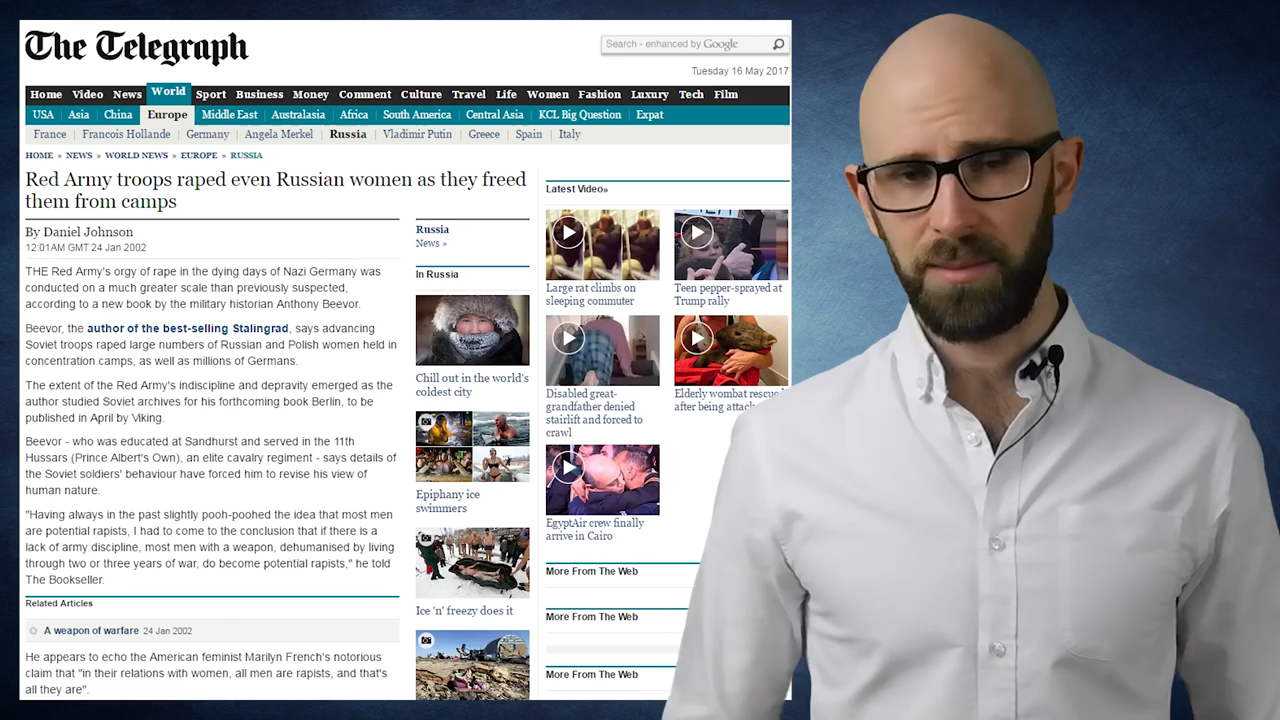 The Telegraph
Search - enhanced by Google
Tuesday 16 May 2017
Home Video News World Sport Business Money Comment Culture Travel Life Women Fashion Luxury Tech Film
USA Asia China Europe Middle East Australasia Africa South America Central Asia KCL Big Question Expat
France Francois Hollande Germany Angela Merkel Russia Vladimir Putin Greece Spain Italy
HOME » NEWS » WORLD NEWS » EUROPE » RUSSIA
Red Army troops raped even Russian women as they freed
them from camps
By Daniel Johnson
12:01AM GMT 24 Jan 2002
THE Red Army's orgy of rape in the dying days of Nazi Germany was
conducted on a much greater scale than previously suspected,
according to a new book by the military historian Anthony Beevor.
Beevor, the author of the best-selling Stalingrad, says advancing
Soviet troops raped large numbers of Russian and Polish women held in
concentration camps, as well as millions of Germans.
The extent of the Red Army's indiscipline and depravity emerged as the
author studied Soviet archives for his forthcoming book Berlin, to be
published in April by Viking.
Beevor - who was educated at Sandhurst and served in the 11th
Hussars (Prince Albert's Own), an elite cavalry regiment - says details of
the Soviet soldiers' behaviour have forced him to revise his view of
human nature.
"Having always in the past slightly pooh-poohed the idea that most men
are potential rapists, I had to come to the conclusion that if there is a
lack of army discipline, most men with a weapon, dehumanised by living
through two or three years of war, do become potential rapists," he told
The Bookseller.
Related Articles
A weapon of warfare 24 Jan 2002
He appears to echo the American feminist Marilyn French's notorious
claim that "in their relations with women, all men are rapists, and that's
all they are".
Russia
News »
In Russia
Chill out in the world's
coldest city
Epiphany ice
swimmers
Ice 'n' freezy does it
Latest Video»
Large rat climbs on
sleeping commuter
Teen pepper-sprayed at
Trump rally
Disabled great-
grandfather denied
stairlift and forced to
crawl
Elderly wombat
after being
EgyptAir crew finally
arrive in Cairo
More From The Web
More From The Web
More From The Web